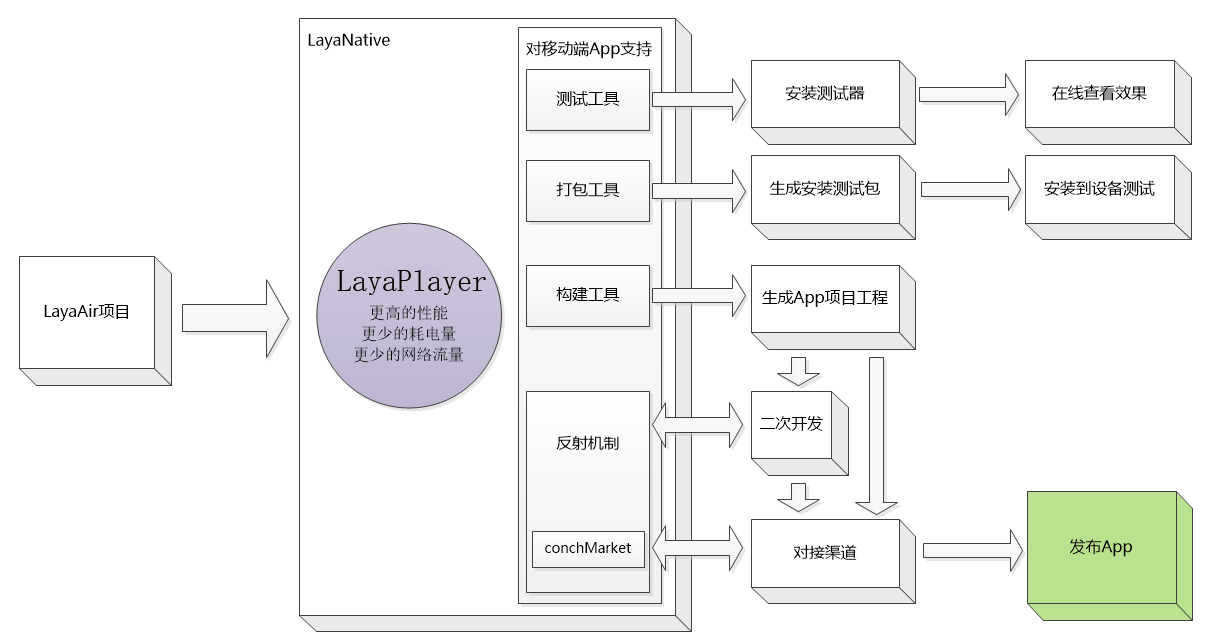 LayaNative
对移动端App支持
测试工具
安装测试器
在线查看效果
打包工具
生成安装测试包
安装到设备测试
LayaAir项目
LayaPlayer
更高的性能
更少的耗电量
更少的网络流量
构建工具
生成App项目工程
反射机制
二次开发
conchMarket
对接渠道
发布App